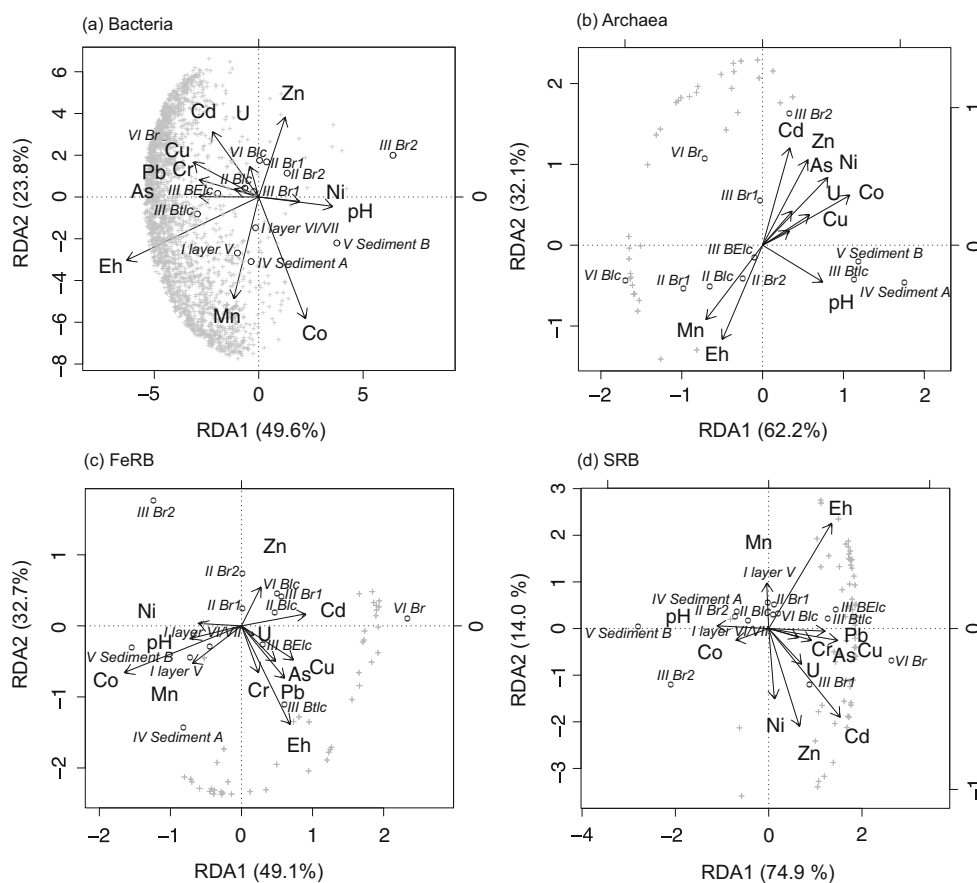 (a) Bacteria
6
4
2
0
−2
−4
−6
−8
RDA2 (23.8%)
−5
0
5
RDA1 (49.6%)
0
Zn
Cd
U
VI Br
Cu
VI Blc
II Br1
III Br2
Pb
Cr
II Blc
II Br2
As
III BElc
III Br1
Ni
III Btlc
pH
I layer VI/VII
I layer V
V Sediment B
Eh
IV Sediment A
Mn
Co
(b) Archaea
2
1
0
−1
RDA2 (32.1%)
−2
−1
0
1
2
RDA1 (62.2%)
1
0
III Br2
Cd
Zn
VI Br
As
Ni
III Br1
U
Co
Cu
III BElc
V Sediment B
VI Blc
II Br1
II Blc
II Br2
III Btlc
IV Sediment A
pH
Mn
Eh
(c) FeRB
1
0
−1
−2
RDA2 (32.7%)
−2
−1
0
1
2
3
RDA1 (49.1%)
1
0
III Br2
Zn
II Br2
VI Blc
III Br1
Ni
II Br1
II Blc
Cd
VI Br
pH
I layer VI/VII
U
V Sediment B
III BElc
I layer V
Cu
Co
As
Mn
Cr
Pb
III Btlc
IV Sediment A
Eh
(d) SRB
3
2
1
0
−1
−2
−3
RDA2 (14.0 %)
−4
−2
0
2
4
RDA1 (74.9 %)
0
−1
Eh
Mn
I layer V
IV Sediment A
II Br1
III BElc
pH
II Br2
II Blc
VI Blc
III Btlc
V Sediment B
I layer VI/VII
Pb
Co
Cr
As
Cu
U
VI Br
III Br2
III Br1
Ni
Cd
Zn